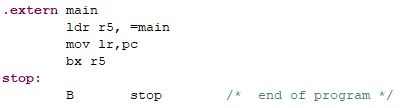 .extern main
ldr r5, =main
mov lr,pc
bx r5
stop:
B stop /* end of program */